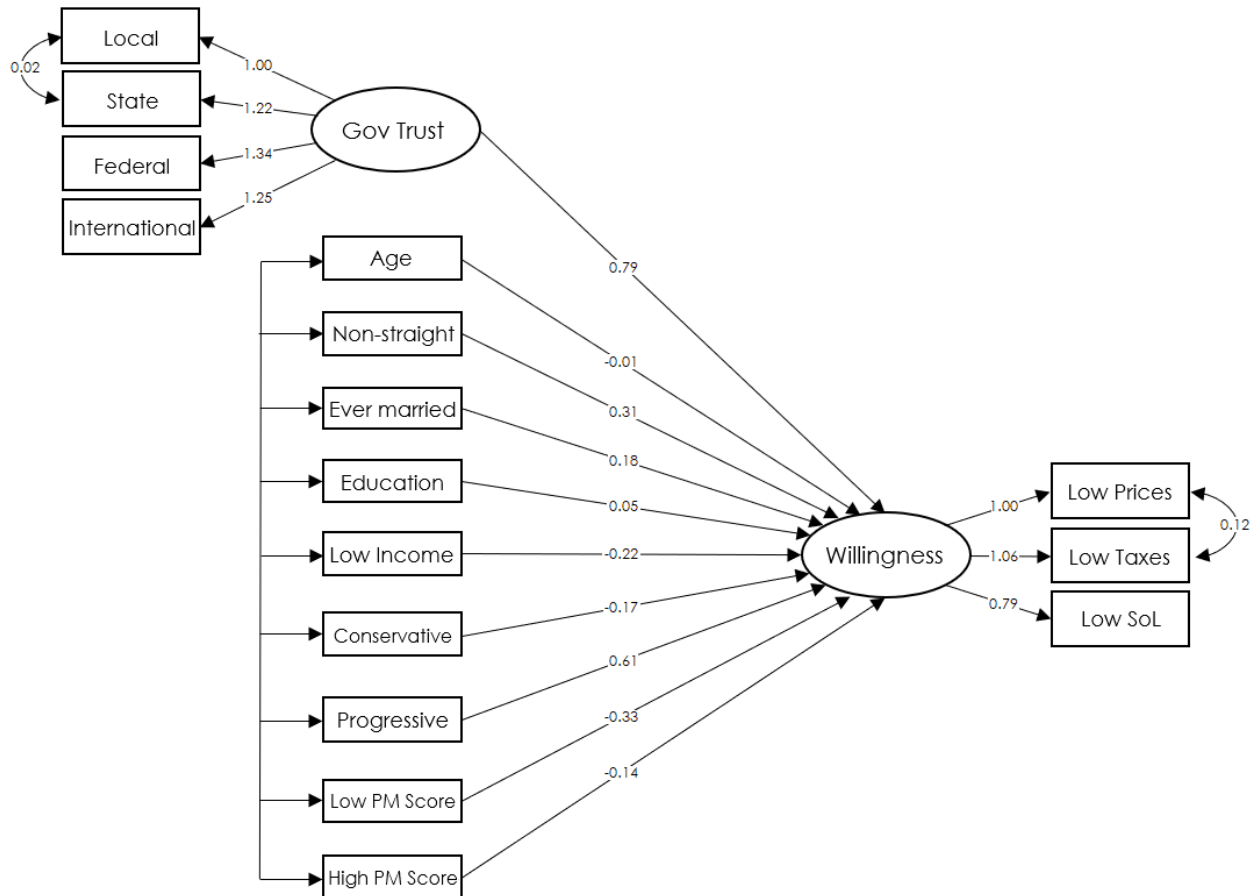 Local
0.02
1.00
State
1.22
Gov Trust
Federal
1.34
International
1.25
0.79
Age
-0.01
Non-straight
0.31
Ever married
0.18
Education
0.05
Low Income
-0.22
Conservative
-0.17
Progressive
0.61
Low PM Score
-0.33
High PM Score
-0.14
Willingness
1.00
Low Prices
0.12
1.06
Low Taxes
0.79
Low SoL